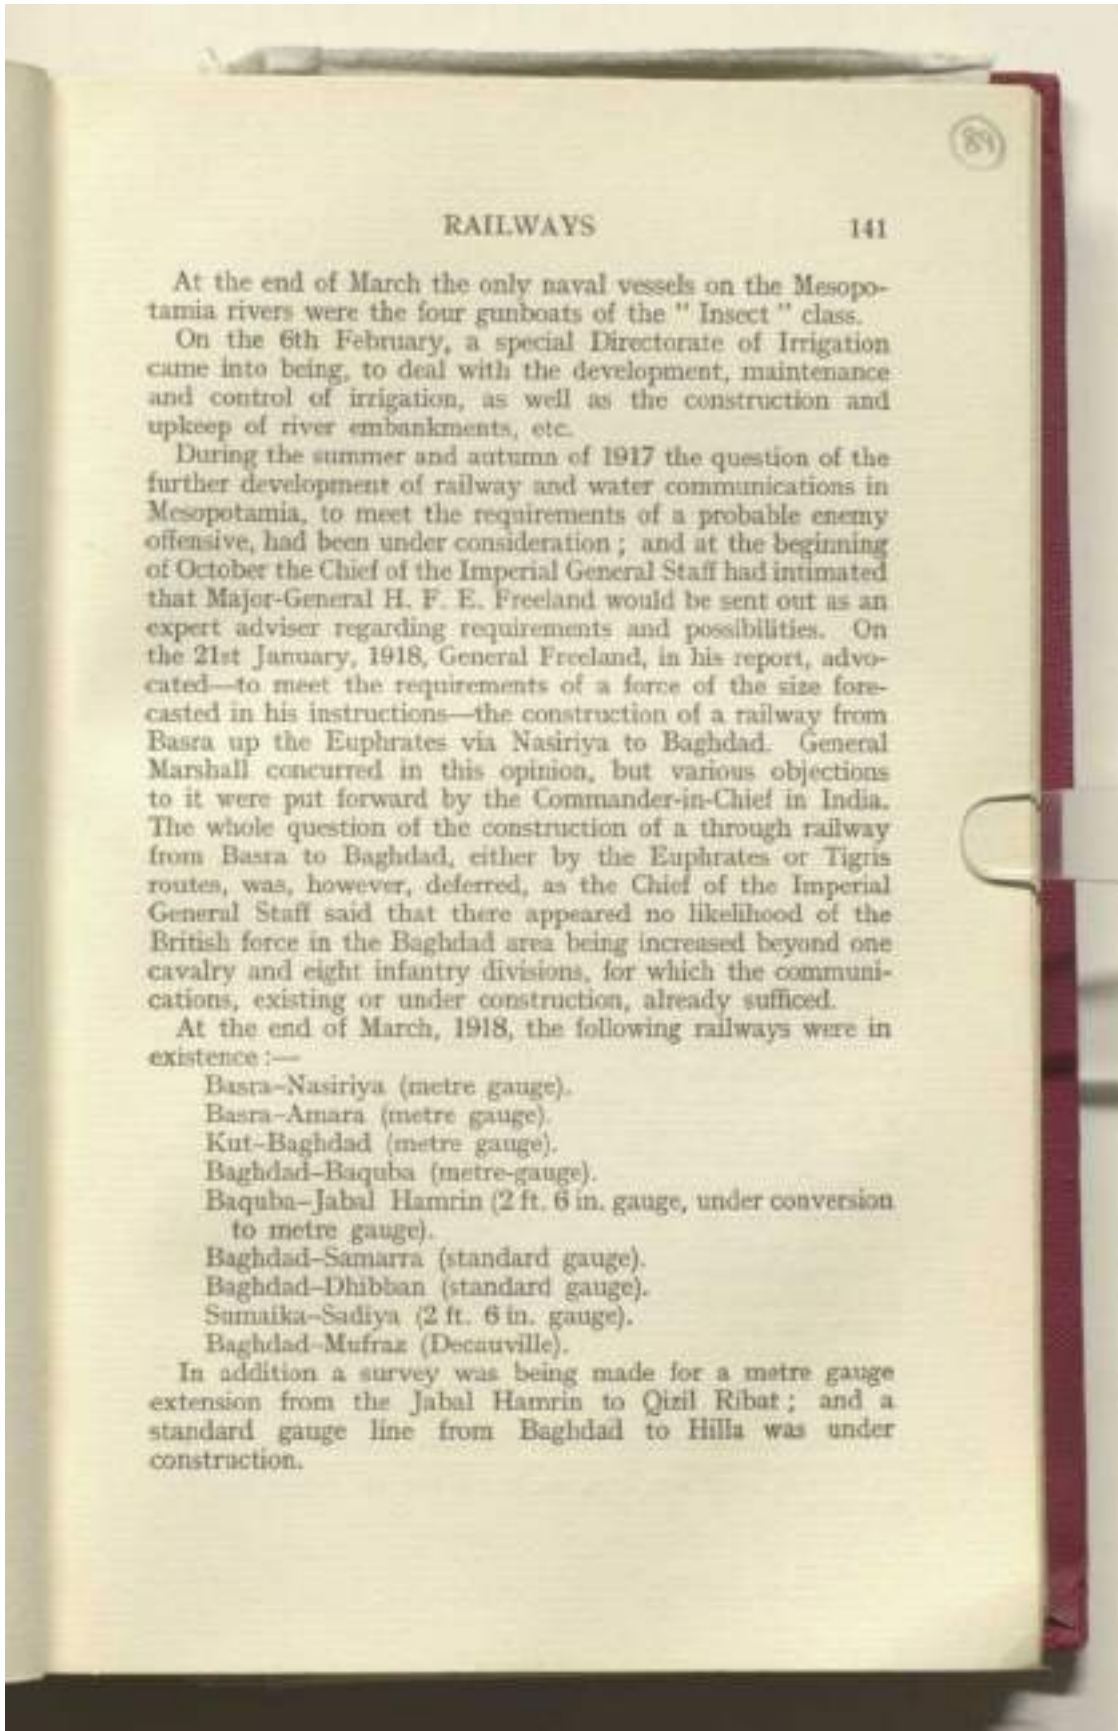 89
RAILWAYS 141
At the end of March the only naval vessels on the Mesopo-
tamia rivers were the four gunboats of the " Insect " class.
On the 6th February, a special Directorate of Irrigation
came into being, to deal with the development, maintenance
and control of irrigation, as well as the construction and
upkeep of river embankments, etc.
During the summer and autumn of 1917 the question of the
further development of railway and water communications in
Mesopotamia, to meet the requirements of a probable enemy
offensive, had been under consideration ; and at the beginning
of October the Chief of the Imperial General Staff had intimated
that Major-General H. F. E. Freeland would be sent out as an
expert adviser regarding requirements and possibilities. On
the 21st January, 1918, General Freeland, in his report, advo-
cated—to meet the requirements of a force of the size fore-
casted in his instructions—the construction of a railway from
Basra up the Euphrates via Nasiriya to Baghdad. General
Marshall concurred in this opinion, but various objections
to it were put forward by the Commander-in-Chief in India.
The whole question of the construction of a through railway
from Basra to Baghdad, either by the Euphrates or Tigris
routes, was, however, deferred, as the Chief of the Imperial
General Staff said that there appeared no likelihood of the
British force in the Baghdad area being increased beyond one
cavalry and eight infantry divisions, for which the communi-
cations, existing or under construction, already sufficed.
At the end of March, 1918, the following railways were in
existence :—
Basra–Nasiriya (metre gauge).
Basra–Amara (metre gauge).
Kut–Baghdad (metre gauge).
Baghdad–Baquba (metre-gauge).
Baquba–Jabal Hamrin (2 ft. 6 in. gauge, under conversion
to metre gauge).
Baghdad–Samarra (standard gauge).
Baghdad–Dhibban (standard gauge).
Sumaika–Sadiya (2 ft. 6 in. gauge).
Baghdad–Mufraz (Decauville).
In addition a survey was being made for a metre gauge
extension from the Jabal Hamrin to Qizil Ribat ; and a
standard gauge line from Baghdad to Hilla was under
construction.